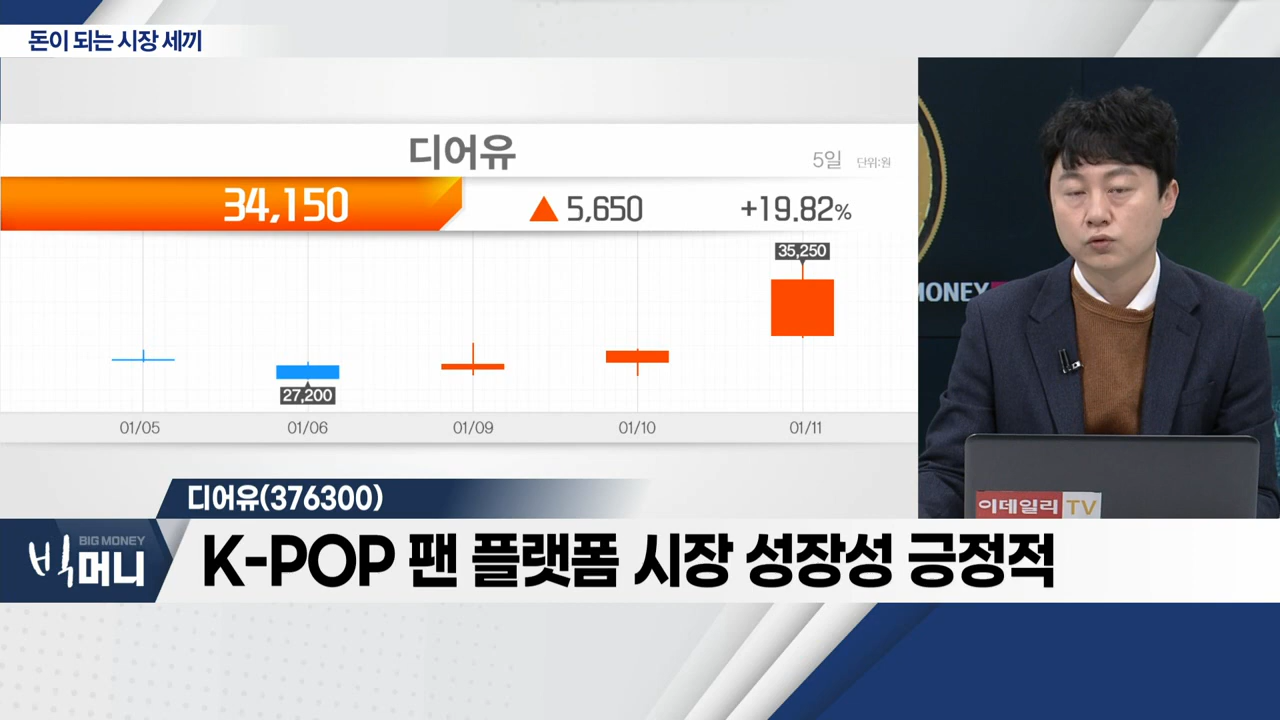 돈이 되는 시장 세끼
디어유
5일 단위:원
34,150 ▲ 5,650 +19.82%
35,250
27,200
01/05 01/06 01/09 01/10 01/11
MONEY
이데일리 TV
디어유(376300)
BIG MONEY
빅머니
K-POP 팬 플랫폼 시장 성장성 긍정적